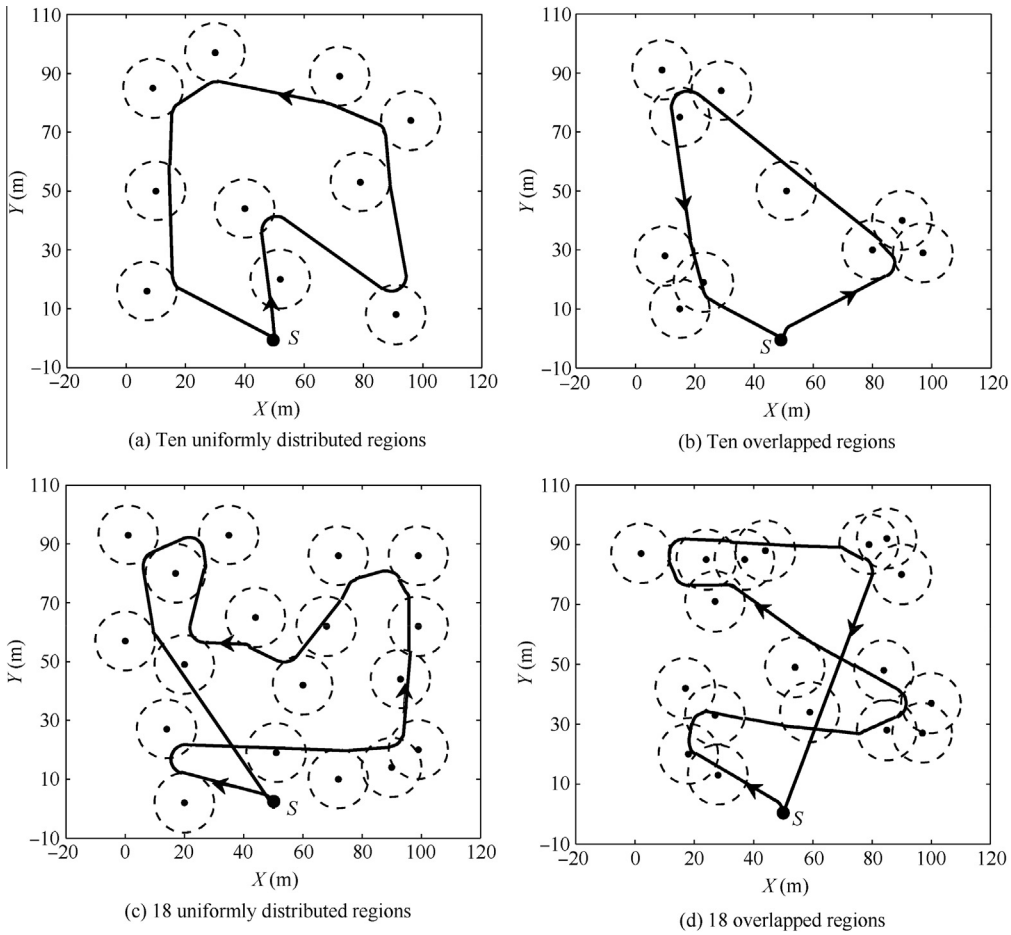 110
90
70
50
30
10
−10
Y (m)
S
−20 0 20 40 60 80 100 120
X (m)
(a) Ten uniformly distributed regions
110
90
70
50
30
10
−10
Y (m)
S
−20 0 20 40 60 80 100 120
X (m)
(b) Ten overlapped regions
110
90
70
50
30
10
−10
Y (m)
S
−20 0 20 40 60 80 100 120
X (m)
(c) 18 uniformly distributed regions
110
90
70
50
30
10
−10
Y (m)
S
−20 0 20 40 60 80 100 120
X (m)
(d) 18 overlapped regions